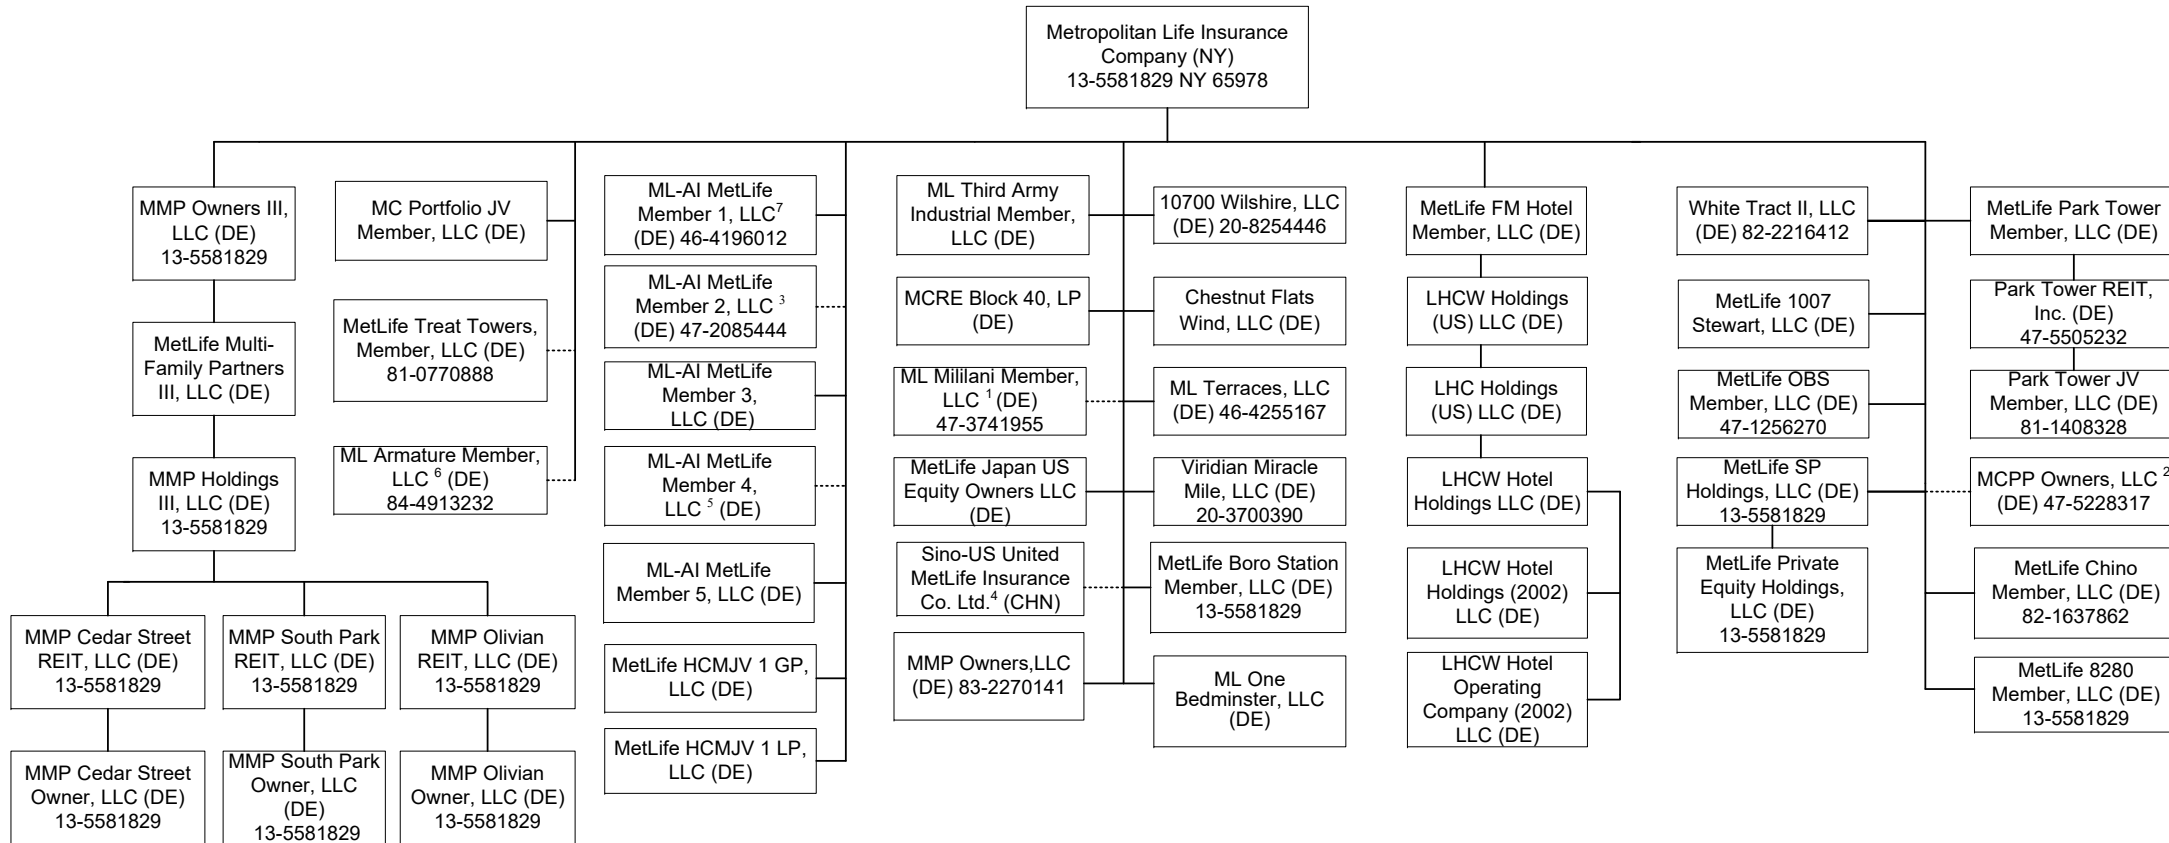 Metropolitan Life Insurance
Company (NY)
13-5581829 NY 65978
MMP Owners III,
LLC (DE)
13-5581829
MetLife Multi-
Family Partners
III, LLC (DE)
MMP Holdings
III, LLC (DE)
13-5581829
MMP Cedar Street
REIT, LLC (DE)
13-5581829
MMP South Park
REIT, LLC (DE)
13-5581829
MMP Olivian
REIT, LLC (DE)
13-5581829
MMP Cedar Street
Owner, LLC (DE)
13-5581829
MMP South Park
Owner, LLC
(DE)
13-5581829
MMP Olivian
Owner, LLC (DE)
13-5581829
MC Portfolio JV
Member, LLC (DE)
MetLife Treat Towers,
Member, LLC (DE)
81-0770888
ML Armature Member,
LLC 6 (DE)
84-4913232
ML-AI MetLife
Member 1, LLC7
(DE) 46-4196012
ML-AI MetLife
Member 2, LLC 3
(DE) 47-2085444
ML-AI MetLife
Member 3,
LLC (DE)
ML-AI MetLife
Member 4,
LLC 5 (DE)
ML-AI MetLife
Member 5, LLC (DE)
MetLife HCMJV 1 GP,
LLC (DE)
MetLife HCMJV 1 LP,
LLC (DE)
ML Third Army
Industrial Member,
LLC (DE)
MCRE Block 40, LP
(DE)
ML Mililani Member,
LLC 1 (DE)
47-3741955
MetLife Japan US
Equity Owners LLC
(DE)
Sino-US United
MetLife Insurance
Co. Ltd.4 (CHN)
MMP Owners,LLC
(DE) 83-2270141
10700 Wilshire, LLC
(DE) 20-8254446
Chestnut Flats
Wind, LLC (DE)
ML Terraces, LLC
(DE) 46-4255167
Viridian Miracle
Mile, LLC (DE)
20-3700390
MetLife Boro Station
Member, LLC (DE)
13-5581829
ML One
Bedminster, LLC
(DE)
MetLife FM Hotel
Member, LLC (DE)
LHCW Holdings
(US) LLC (DE)
LHC Holdings
(US) LLC (DE)
LHCW Hotel
Holdings LLC (DE)
LHCW Hotel
Holdings (2002)
LLC (DE)
LHCW Hotel
Operating
Company (2002)
LLC (DE)
White Tract II, LLC
(DE) 82-2216412
MetLife 1007
Stewart, LLC (DE)
MetLife OBS
Member, LLC (DE)
47-1256270
MetLife SP
Holdings, LLC (DE)
13-5581829
MetLife Private
Equity Holdings,
LLC (DE)
13-5581829
MetLife Park Tower
Member, LLC (DE)
Park Tower REIT,
Inc. (DE)
47-5505232
Park Tower JV
Member, LLC (DE)
81-1408328
MCPP Owners, LLC 2
(DE) 47-5228317
MetLife Chino
Member, LLC (DE)
82-1637862
MetLife 8280
Member, LLC (DE)
13-5581829